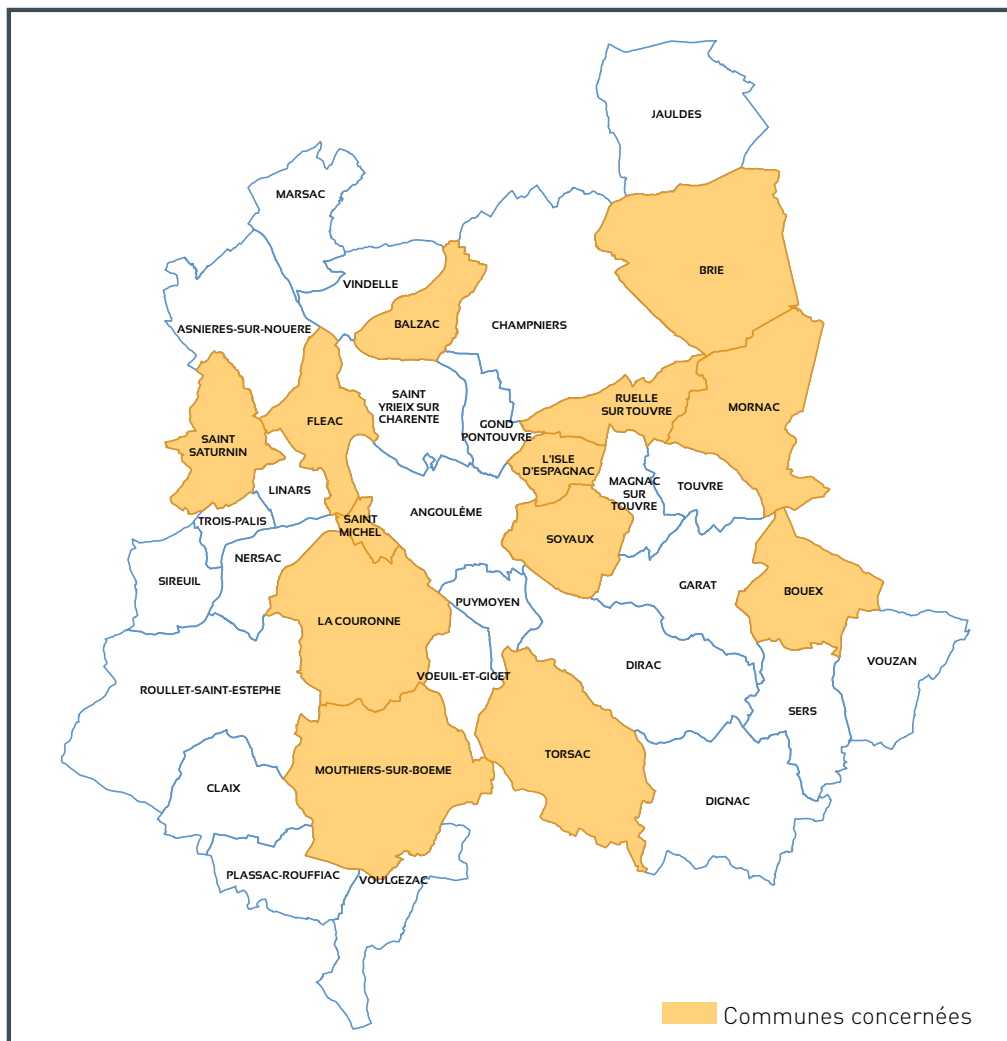 JAULDES
MARSAC
BRIE
VINDELLE
BALZAC
CHAMPNIERS
ASNIERES-SUR-NOUERE
SAINT
YRIEIX SUR
CHARENTE
RUELLE
SUR TOUVRE
MORNAC
FLEAC
GOND
PONTOUVRE
SAINT
SATURNIN
L'ISLE
D'ESPAGNAC
LINARS
MAGNAC
SUR
TOUVRE
TOUVRE
ANGOULÊME
TROIS-PALIS
SAINT
MICHEL
SOYAUX
NERSAC
SIREUIL
GARAT
BOUEX
PUYMOYEN
LA COURONNE
VOUZAN
DIRAC
VOEUIL-ET-GIGET
ROULLET-SAINT-ESTEPHE
SERS
TORSAC
MOUTHIERS-SUR-BOEME
CLAIX
DIGNAC
PLASSAC-ROUFFIAC
VOULGEZAC
Communes concernées